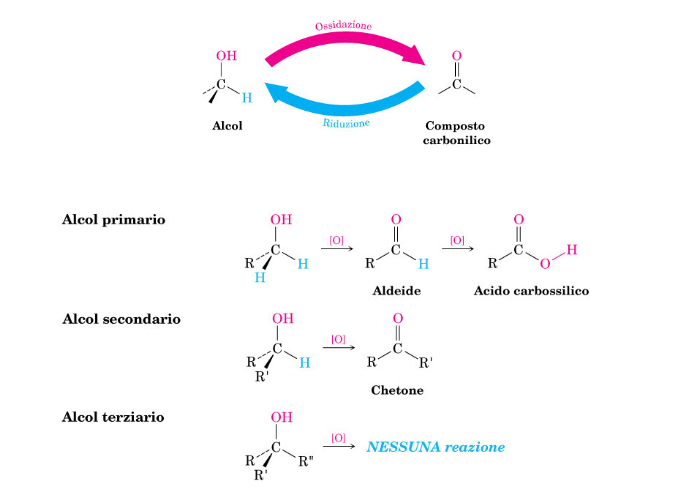 Ossidazione
OH
O
C
C
H
Riduzione
Alcol
Composto
carbonilico
Alcol primario
OH
O
O
[O]
[O]
H
C
C
C
R
H
R
H
R
O
H
Aldeide
Acido carbossilico
Alcol secondario
OH
O
[O]
C
C
R
H
R
R'
R'
Chetone
Alcol terziario
OH
[O]
C
NESSUNA reazione
R
R"
R'